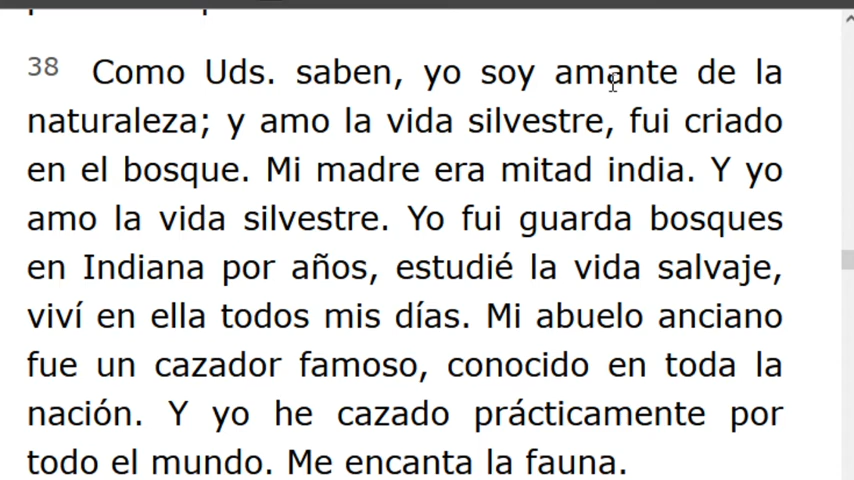 38 Como Uds. saben, yo soy amante de la
naturaleza; y amo la vida silvestre, fui criado
en el bosque. Mi madre era mitad india. Y yo
amo la vida silvestre. Yo fui guarda bosques
en Indiana por años, estudié la vida salvaje,
viví en ella todos mis días. Mi abuelo anciano
fue un cazador famoso, conocido en toda la
nación. Y yo he cazado prácticamente por
todo el mundo. Me encanta la fauna.